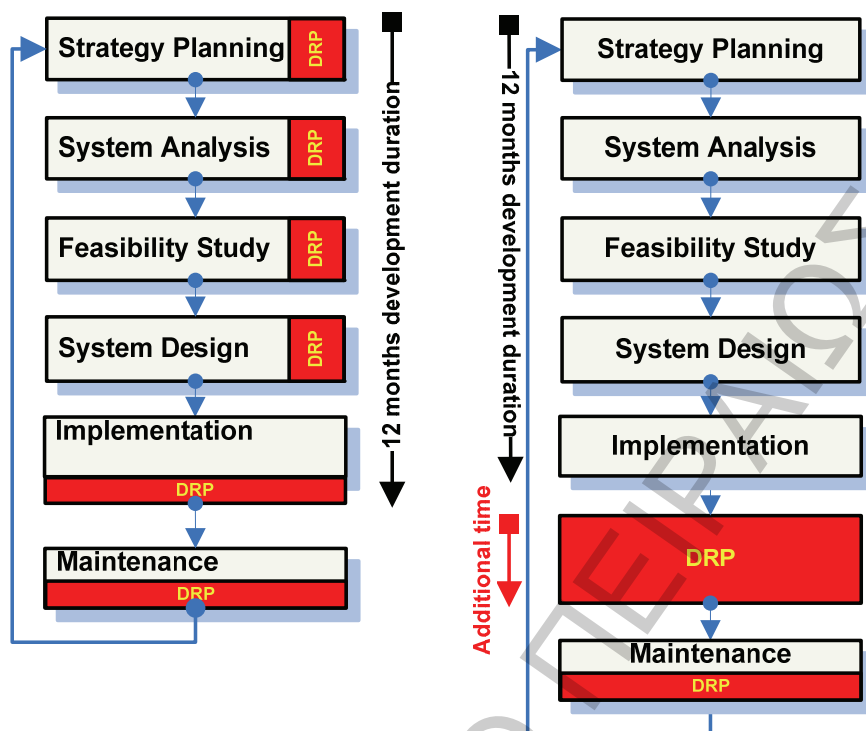 Strategy Planning
DRP
System Analysis
DRP
Feasibility Study
DRP
System Design
DRP
Implementation
DRP
Maintenance
DRP
12 months development duration
12 months development duration
Additional time
Strategy Planning
System Analysis
Feasibility Study
System Design
Implementation
DRP
Maintenance
DRP
Ο ΠΕΙΡΑΙΩΣ